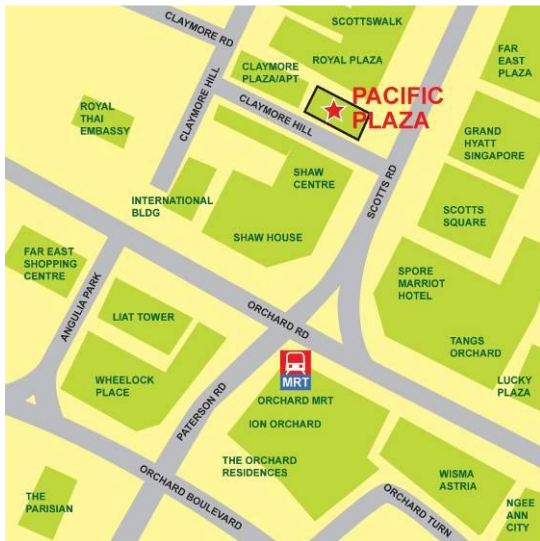 SCOTTSWALK
CLAYMORE RD
ROYAL PLAZA
FAR
EAST
PLAZA
CLAYMORE
PLAZA/APT
CLAYMORE HILL
PACIFIC
PLAZA
ROYAL
THAI
EMBASSY
CLAYMORE HILL
GRAND
HYATT
SINGAPORE
SHAW
CENTRE
SCOTTS RD
INTERNATIONAL
BLDG
SCOTTS
SQUARE
SHAW HOUSE
FAR EAST
SHOPPING
CENTRE
SPORE
MARRIOT
HOTEL
ANGULIA PARK
LIAT TOWER
ORCHARD RD
TANGS
ORCHARD
WHEELOCK
PLACE
MRT
LUCKY
PLAZA
PATERSON RD
ORCHARD MRT
ION ORCHARD
THE ORCHARD
RESIDENCES
WISMA
ASTRIA
ORCHARD BOULEVARD
THE
PARISIAN
ORCHARD TURN
NGEE
ANN
CITY